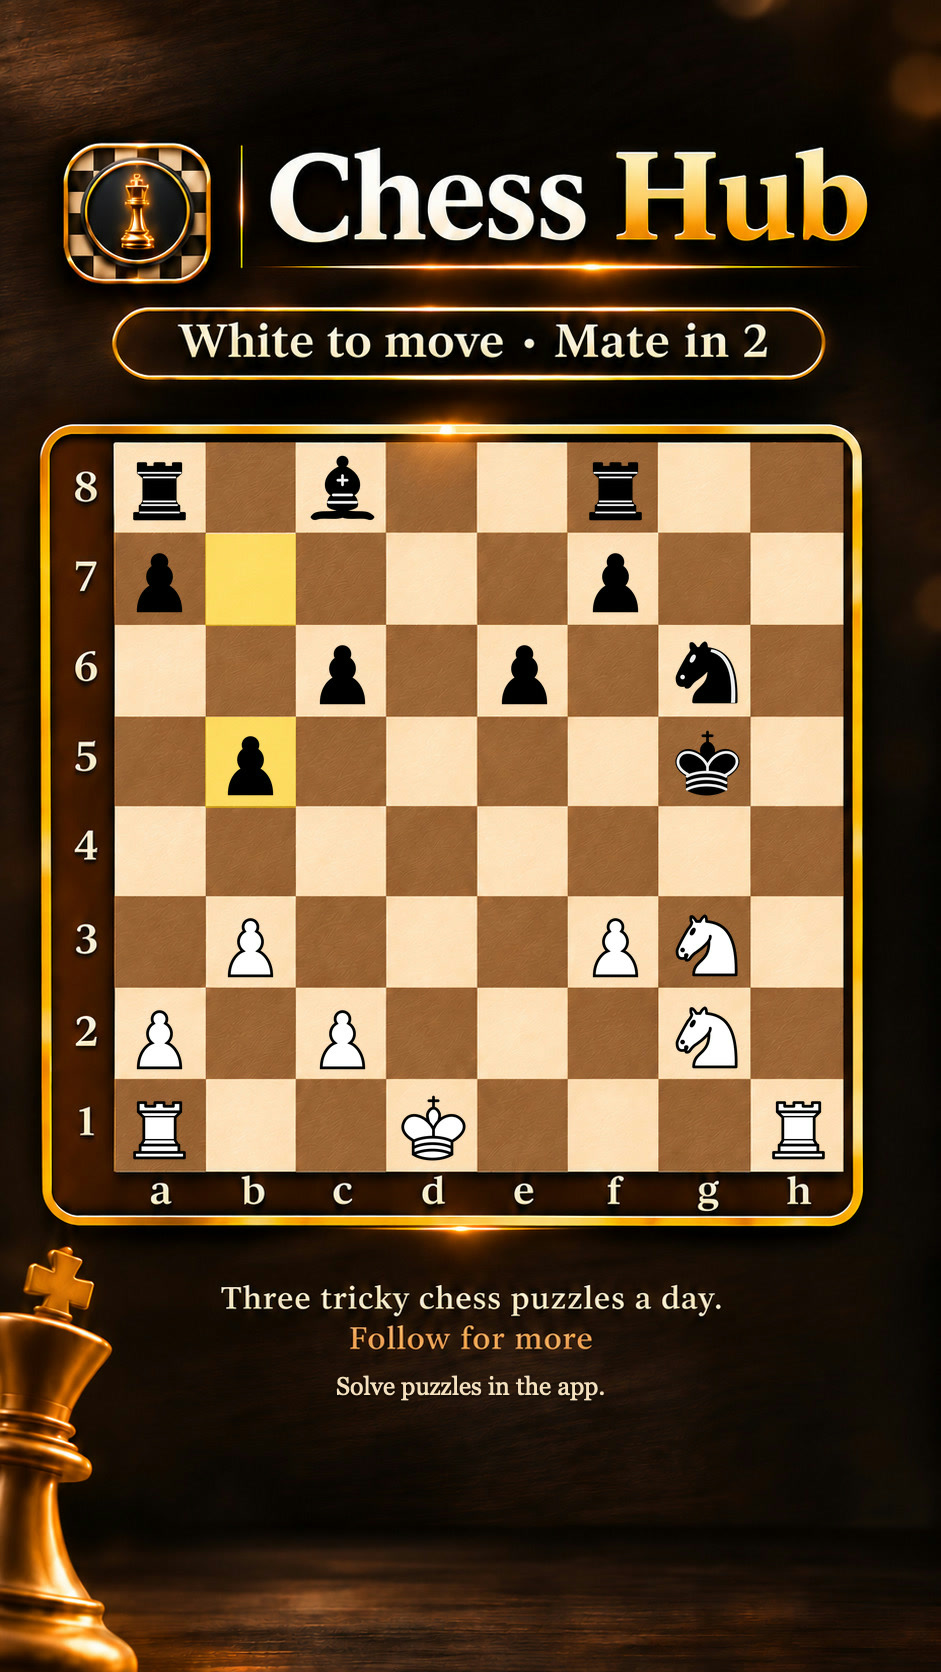 Chess Hub
White to move • Mate in 2
8
7
6
5
4
3
2
1
a b c d e f g h
Three tricky chess puzzles a day.
Follow for more
Solve puzzles in the app.